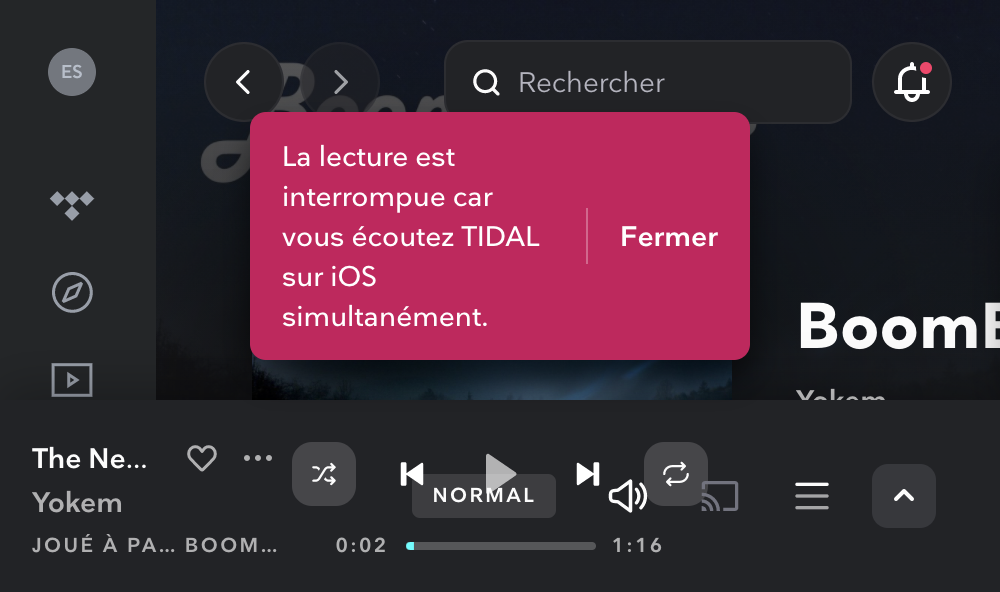 ES
Rechercher
La lecture est
interrompue car
vous écoutez TIDAL
sur iOS
simultanément.
Fermer
Yokem
The Ne...
Yokem
NORMAL
JOUÉ À PA... BOOM...
0:02
1:16